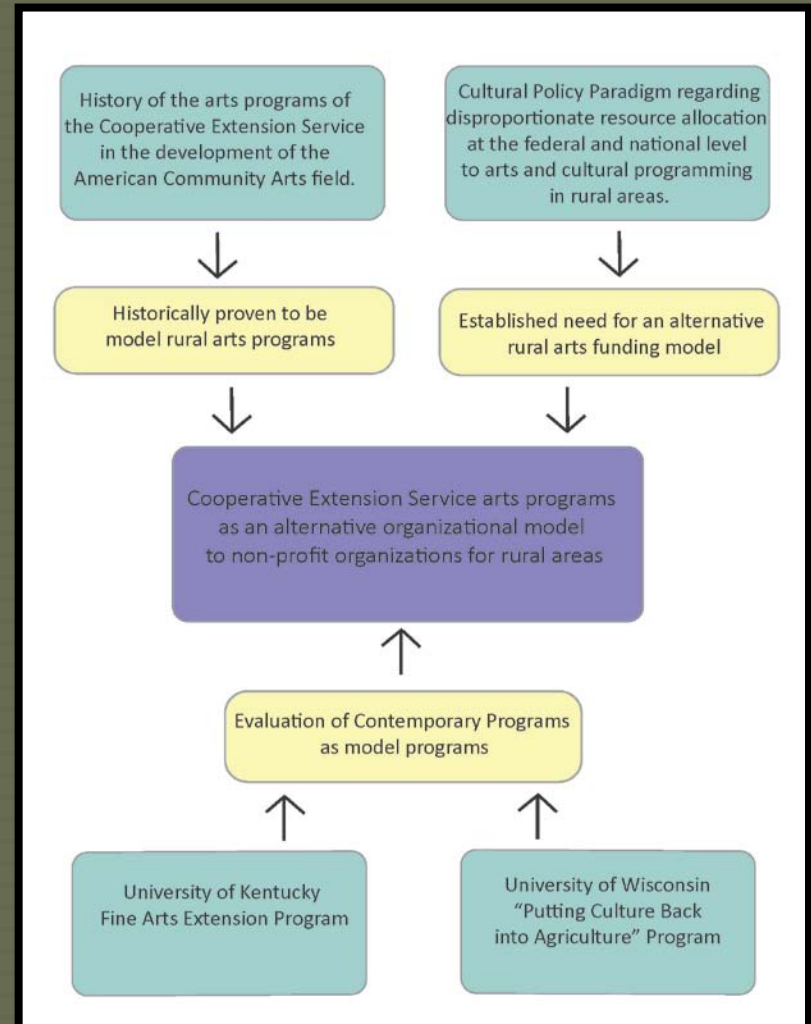 History of the arts programs of
the Cooperative Extension Service
in the development of the
American Community Arts field.
Cultural Policy Paradigm regarding
disproportionate resource allocation
at the federal and national level
to arts and cultural programming
in rural areas.
Historically proven to be
model rural arts programs
Established need for an alternative
rural arts funding model
Cooperative Extension Service arts programs
as an alternative organizational model
to non-profit organizations for rural areas
Evaluation of Contemporary Programs
as model programs
University of Kentucky
Fine Arts Extension Program
University of Wisconsin
“Putting Culture Back
into Agriculture” Program